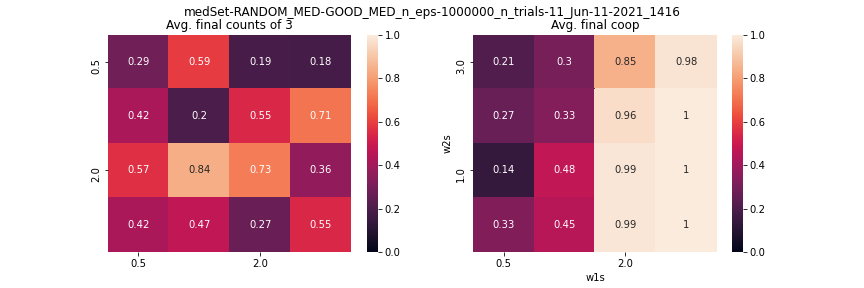 medSet-RANDOM_MED-GOOD_MED_n_eps-1000000_n_trials-11_Jun-11-2021_1416
Avg. final counts of 3
0.5
2.0
0.29 0.59 0.19 0.18
0.42 0.2 0.55 0.71
0.57 0.84 0.73 0.36
0.42 0.47 0.27 0.55
0.5 2.0
1.0
0.8
0.6
0.4
0.2
0.0
Avg. final coop
w2s
3.0
1.0
0.21 0.3 0.85 0.98
0.27 0.33 0.96 1
0.14 0.48 0.99 1
0.33 0.45 0.99 1
0.5 2.0
w1s
1.0
0.8
0.6
0.4
0.2
0.0